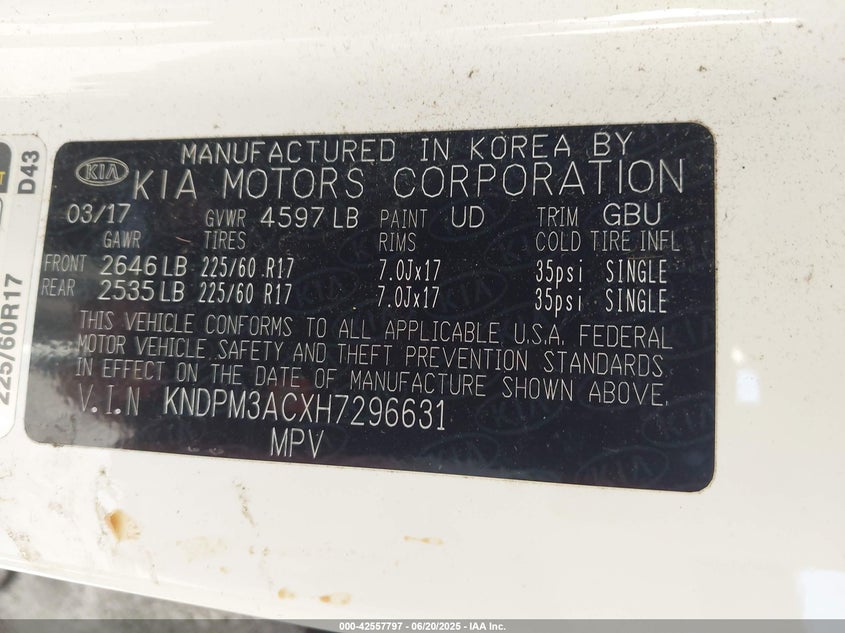 MANUFACTURED IN KOREA BY
KIA KIA MOTORS CORPORATION
03/17 GVWR 4597 LB PAINT UD TRIM GBU
GAWR TIRES RIMS COLD TIRE INFL
FRONT 2646 LB 225/60 R17 7.0Jx17 35psi SINGLE
REAR 2535 LB 225/60 R17 7.0Jx17 35psi SINGLE
THIS VEHICLE CONFORMS TO ALL APPLICABLE U.S.A. FEDERAL
MOTOR VEHICLE SAFETY AND THEFT PREVENTION STANDARDS
IN EFFECT ON THE DATE OF MANUFACTURE SHOWN ABOVE.
V.I.N KNDPM3ACXH7296631
MPV
D43
225/60R17
000-42557797 - 06/20/2025 - IAA Inc.